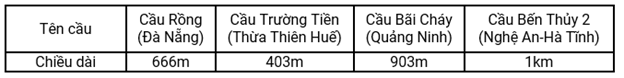 Tên cầu
Cầu Rồng
(Đà Nẵng)
Cầu Trường Tiền
(Thừa Thiên Huế)
Cầu Bãi Cháy
(Quảng Ninh)
Cầu Bến Thủy 2
(Nghệ An-Hà Tĩnh)
Chiều dài
666m
403m
903m
1km